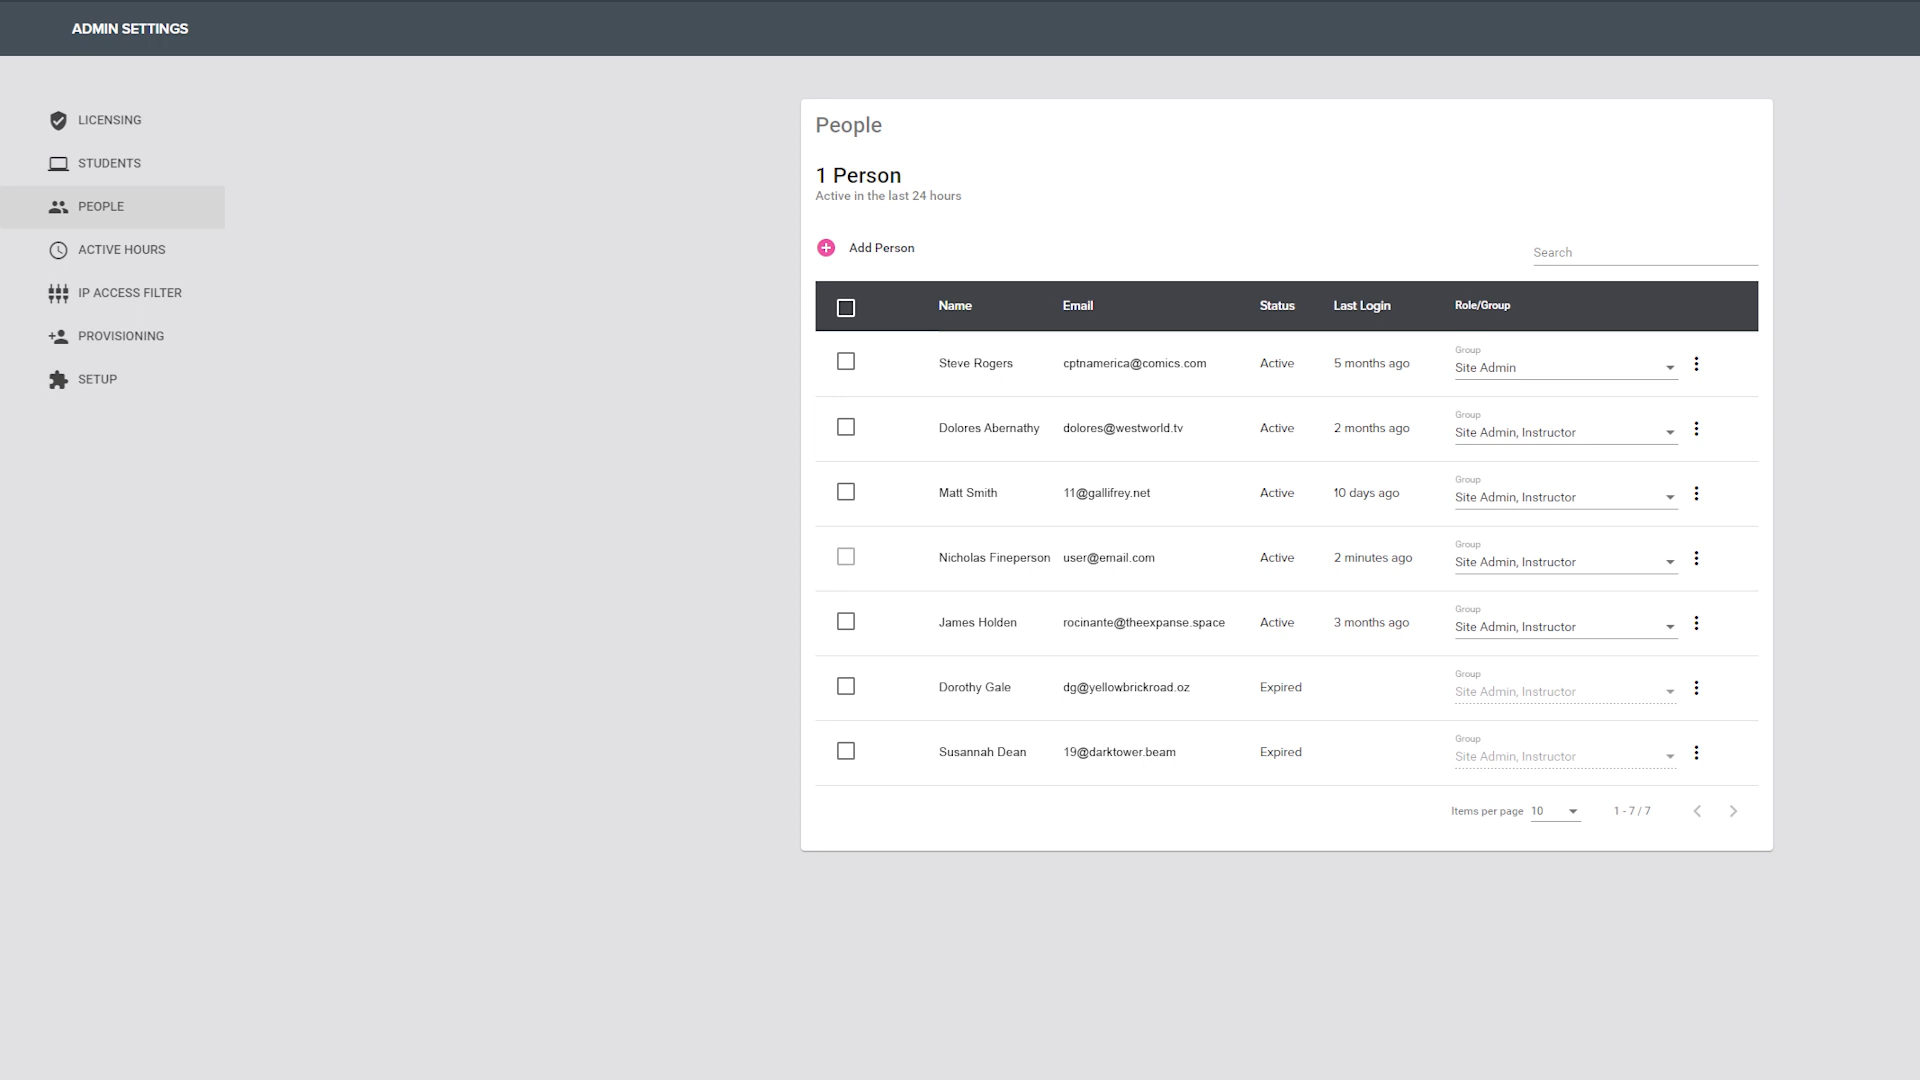 ADMIN SETTINGS
LICENSING
STUDENTS
PEOPLE
ACTIVE HOURS
IP ACCESS FILTER
PROVISIONING
SETUP
People
1 Person
Active in the last 24 hours
Add Person
Search
Name Email Status Last Login Role/Group
Group
Steve Rogers cptnamerica@comics.com Active 5 months ago Site Admin
Group
Dolores Abernathy dolores@westworld.tv Active 2 months ago Site Admin, Instructor
Group
Matt Smith 11@gallifrey.net Active 10 days ago Site Admin, Instructor
Group
Nicholas Fineperson user@email.com Active 2 minutes ago Site Admin, Instructor
Group
James Holden rocinante@theexpanse.space Active 3 months ago Site Admin, Instructor
Group
Dorothy Gale dg@yellowbrickroad.oz Expired Site Admin, Instructor
Group
Susannah Dean 19@darktower.beam Expired Site Admin, Instructor
Items per page 10 1 - 7 / 7